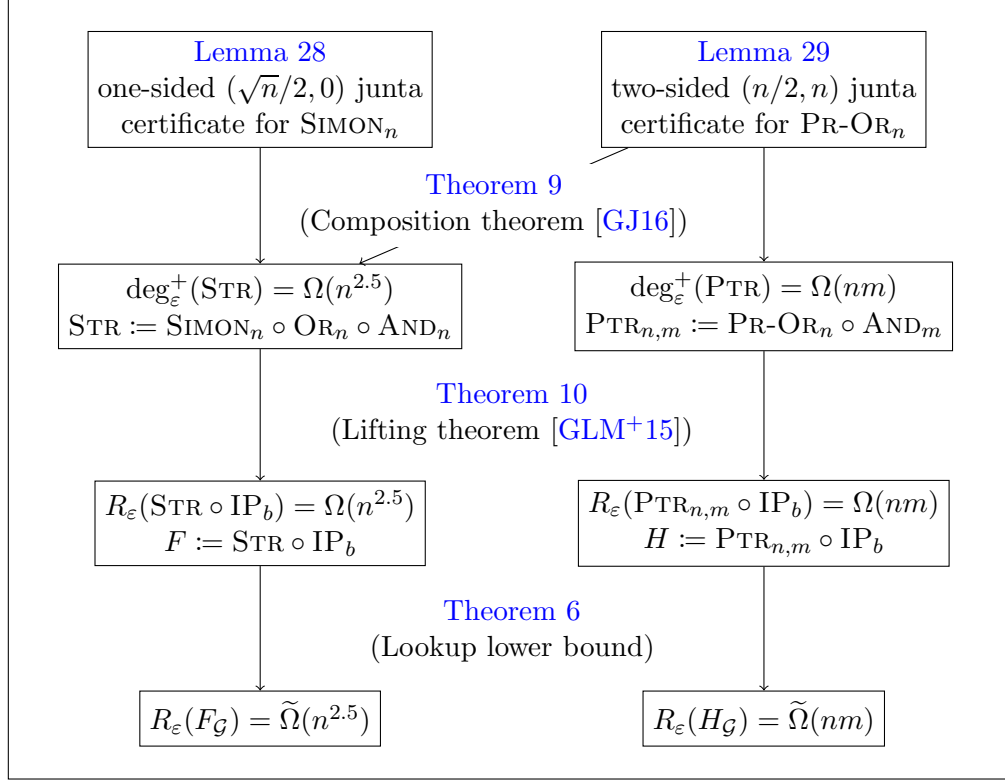 Lemma 28
one-sided (√n/2, 0) junta
certificate for SIMONₙ
Lemma 29
two-sided (n/2, n) junta
certificate for PR-ORₙ
Theorem 9
(Composition theorem [GJ16])
deg⁺_ε(STR) = Ω(n^{2.5})
STR := SIMONₙ ∘ ORₙ ∘ ANDₙ
deg⁺_ε(PTR) = Ω(nm)
PTR_{n,m} := PR-ORₙ ∘ AND_m
Theorem 10
(Lifting theorem [GLM⁺15])
R_ε(STR ∘ IP_b) = Ω(n^{2.5})
F := STR ∘ IP_b
R_ε(PTR_{n,m} ∘ IP_b) = Ω(nm)
H := PTR_{n,m} ∘ IP_b
Theorem 6
(Lookup lower bound)
R_ε(F_𝒢) = Ω̃(n^{2.5})
R_ε(H_𝒢) = Ω̃(nm)